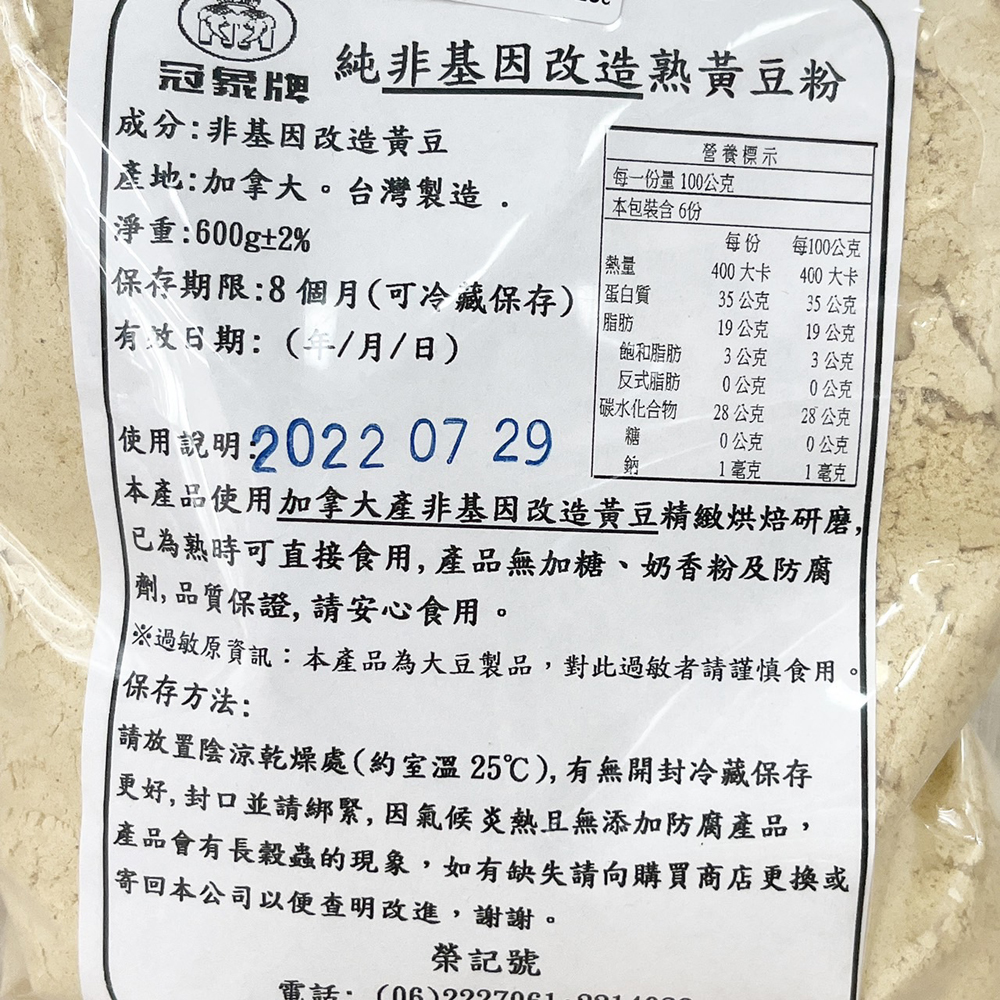 冠象牌
純非基因改造熟黃豆粉
成分:非基因改造黃豆
產地:加拿大。台灣製造.
淨重:600g±2%
保存期限:8個月(可冷藏保存)
有效日期:(年/月/日)
2022 07 29
營養標示
每一份量 100公克
本包裝含 6份
每份 每100公克
熱量 400 大卡 400 大卡
蛋白質 35 公克 35 公克
脂肪 19 公克 19 公克
飽和脂肪 3 公克 3 公克
反式脂肪 0 公克 0 公克
碳水化合物 28 公克 28 公克
糖 0 公克 0 公克
鈉 1 毫克 1 毫克
使用說明:
本產品使用加拿大產非基因改造黃豆精緻烘焙研磨,
已為熟時可直接食用,產品無加糖、奶香粉及防腐
劑,品質保證,請安心食用。
※過敏原資訊:本產品為大豆製品,對此過敏者請謹慎食用。
保存方法:
請放置陰涼乾燥處(約室溫 25℃),有無開封冷藏保存
更好,封口並請綁緊,因氣候炎熱且無添加防腐產品,
產品會有長穀蟲的現象,如有缺失請向購買商店更換或
寄回本公司以便查明改進,謝謝。
榮記號
電話:(06)2227061